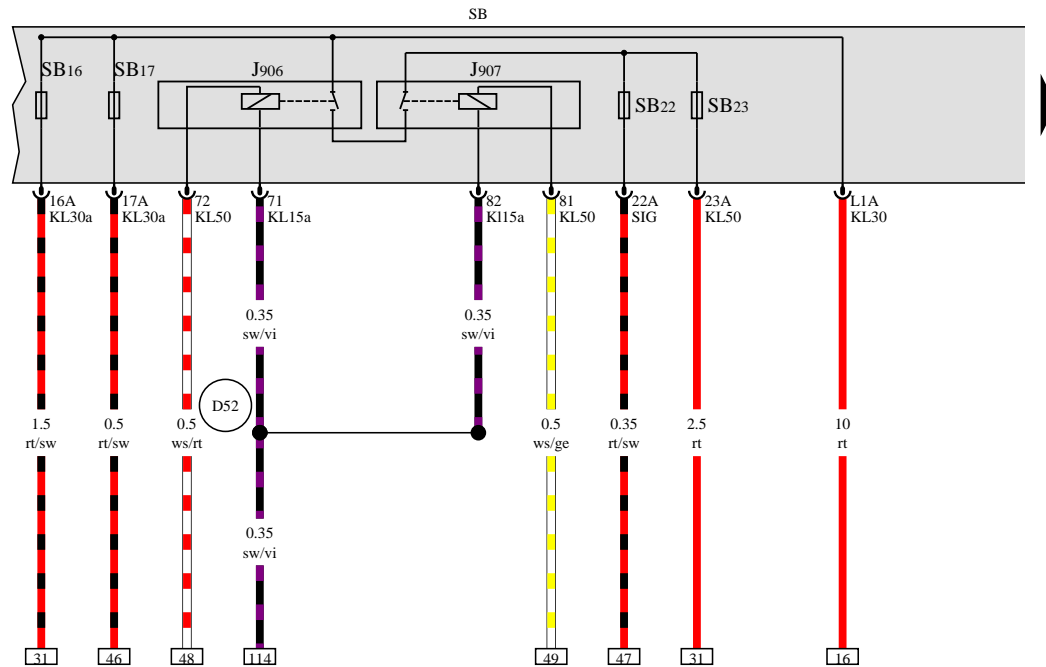 SB
SB16
SB17
J906
J907
SB22
SB23
16A
KL30a
17A
KL30a
72
KL50
71
KL15a
82
Kl15a
81
KL50
22A
SIG
23A
KL50
L1A
KL30
0.35
sw/vi
0.35
sw/vi
D52
1.5
rt/sw
0.5
rt/sw
0.5
ws/rt
0.5
ws/ge
0.35
rt/sw
2.5
rt
10
rt
0.35
sw/vi
31
46
48
114
49
47
31
16